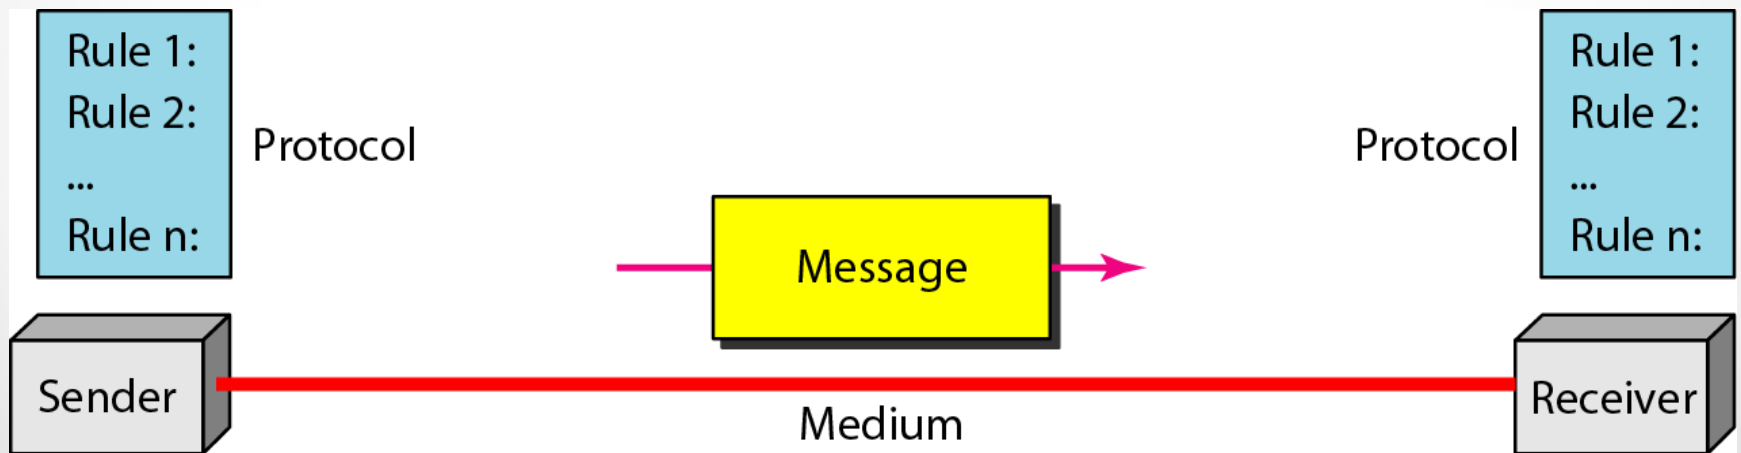 Rule 1:
Rule 2:
...
Rule n:
Protocol
Protocol
Rule 1:
Rule 2:
...
Rule n:
Message
Sender
Medium
Receiver